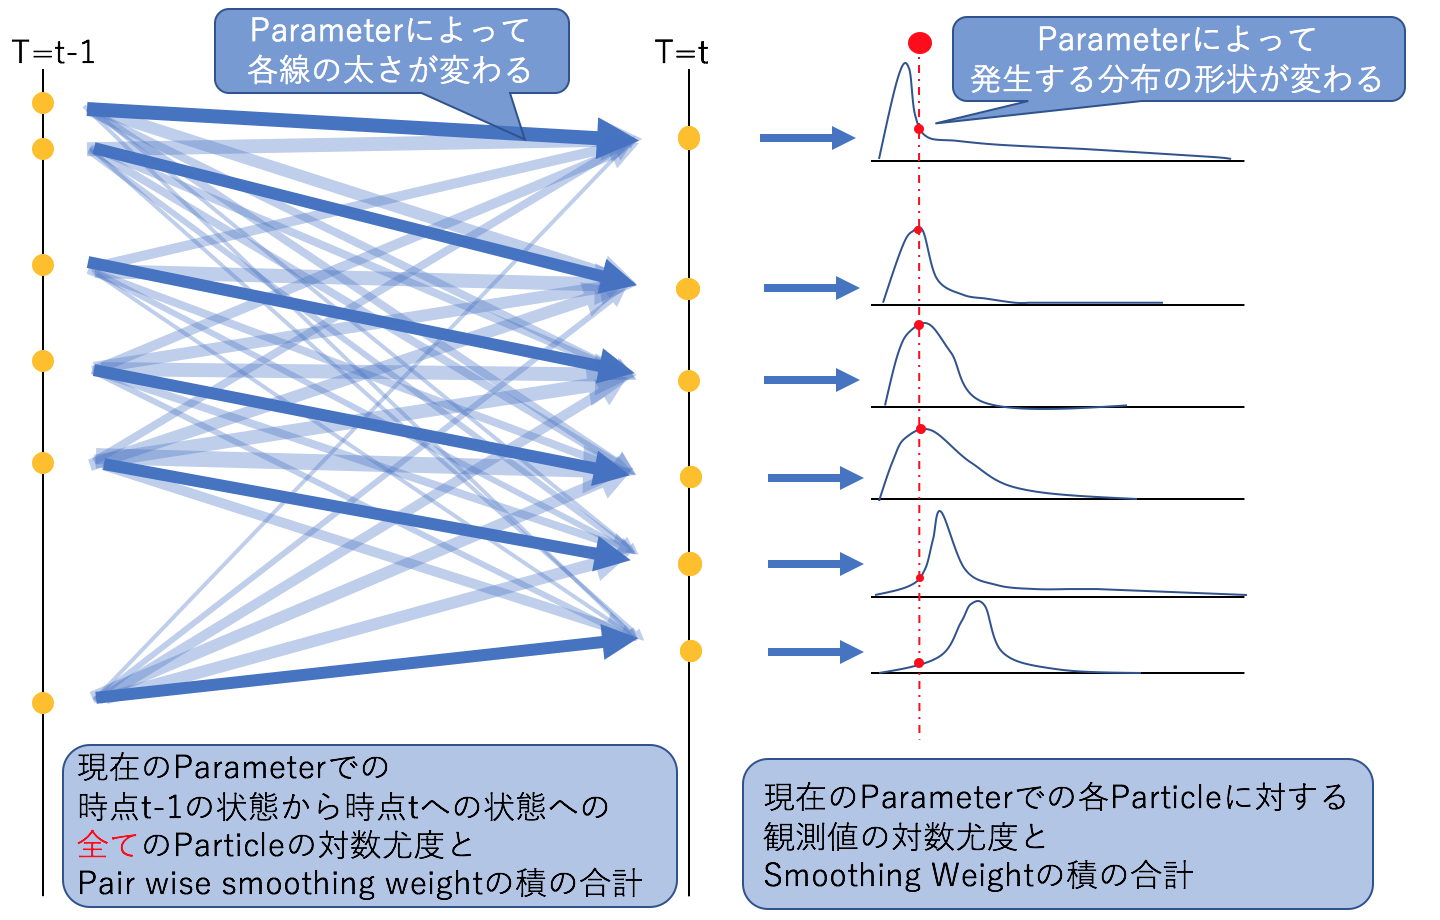 T=t-1
Parameterによって
各線の太さが変わる
T=t
Parameterによって
発生する分布の形状が変わる
現在のParameterでの
時点t-1の状態から時点tへの状態への
全てのParticleの対数尤度と
Pair wise smoothing weightの積の合計
現在のParameterでの各Particleに対する
観測値の対数尤度と
Smoothing Weightの積の合計